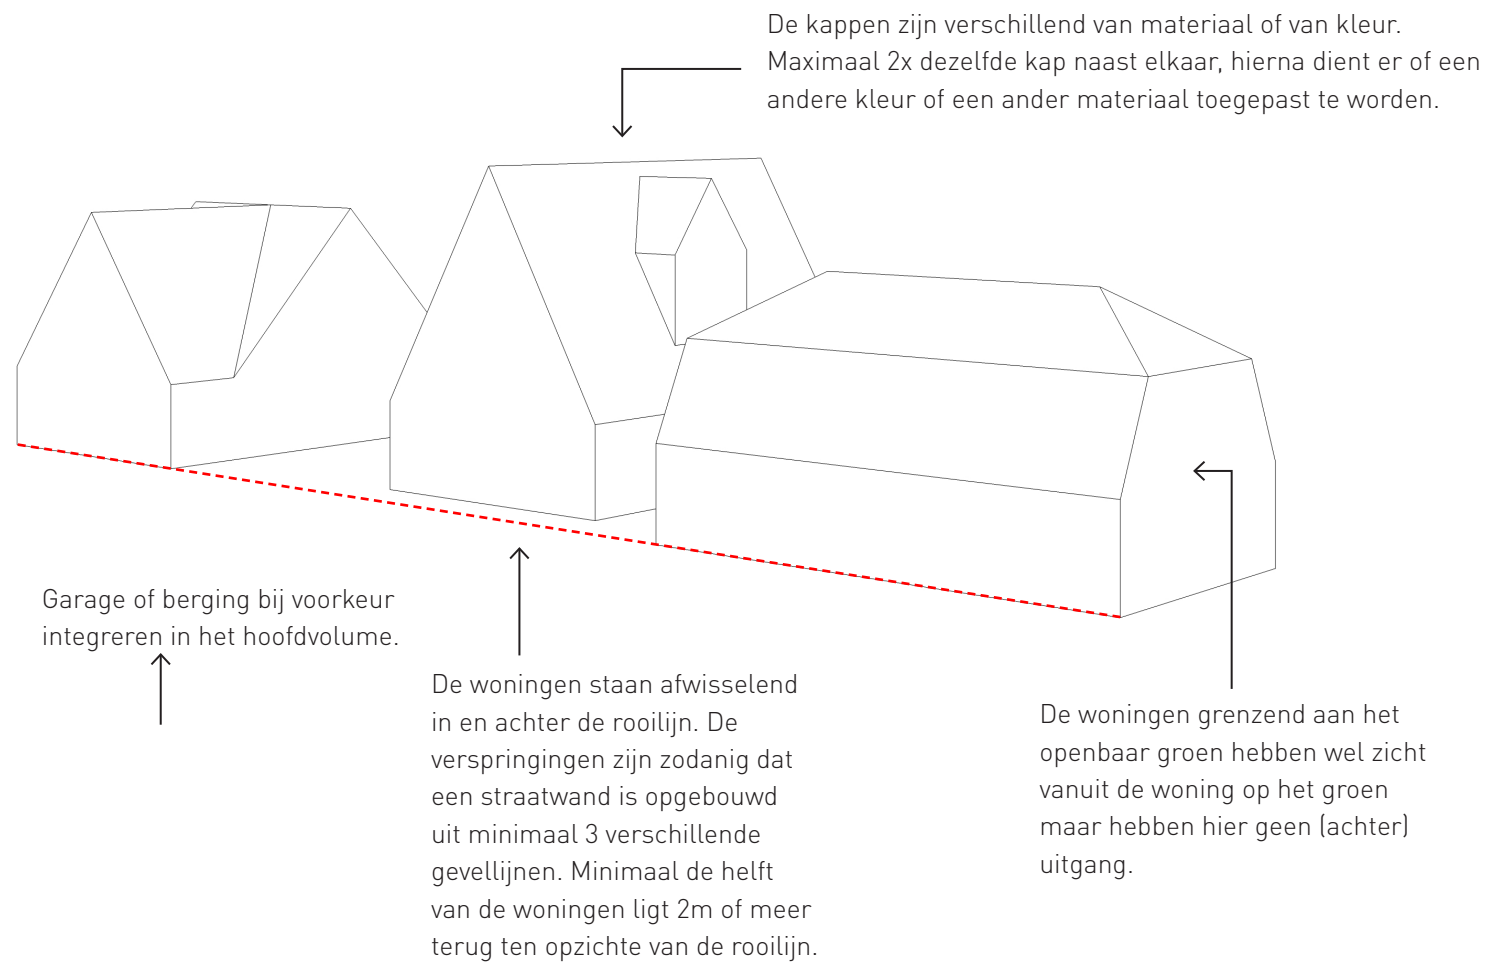 De kappen zijn verschillend van materiaal of van kleur.
Maximaal 2x dezelfde kap naast elkaar, hierna dient er of een
andere kleur of een ander materiaal toegepast te worden.
Garage of berging bij voorkeur
integreren in het hoofdvolume.
De woningen staan afwisselend
in en achter de rooilijn. De
verspringingen zijn zodanig dat
een straatwand is opgebouwd
uit minimaal 3 verschillende
gevellijnen. Minimaal de helft
van de woningen ligt 2m of meer
terug ten opzichte van de rooilijn.
De woningen grenzend aan het
openbaar groen hebben wel zicht
vanuit de woning op het groen
maar hebben hier geen (achter)
uitgang.